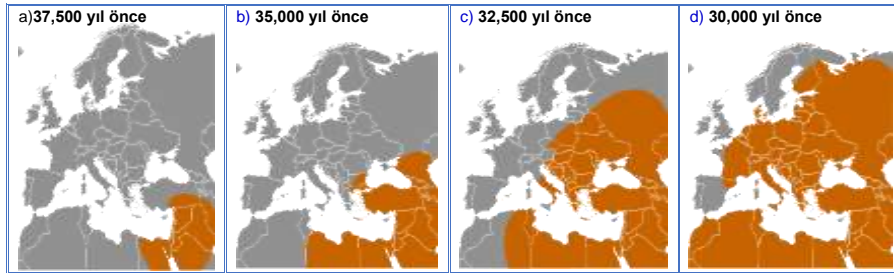 a)37,500 yıl önce
b) 35,000 yıl önce
c) 32,500 yıl önce
d) 30,000 yıl önce